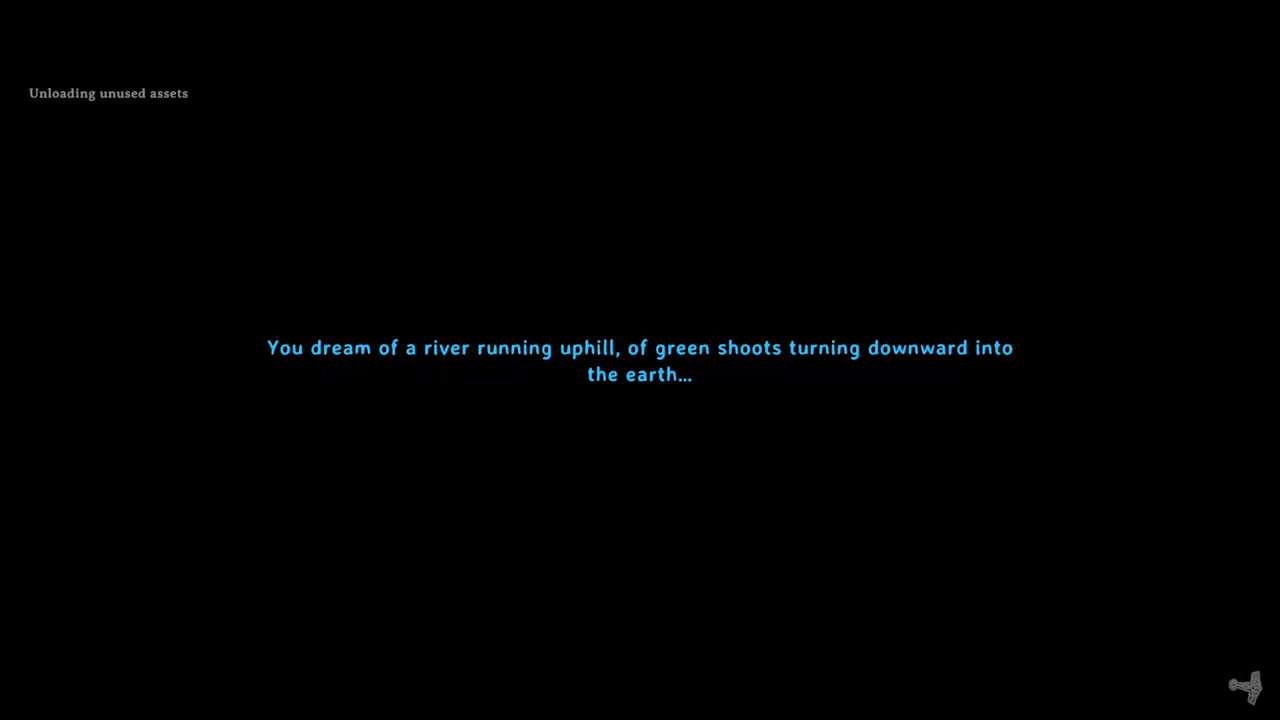 Unloading unused assets
You dream of a river running uphill, of green shoots turning downward into
the earth...